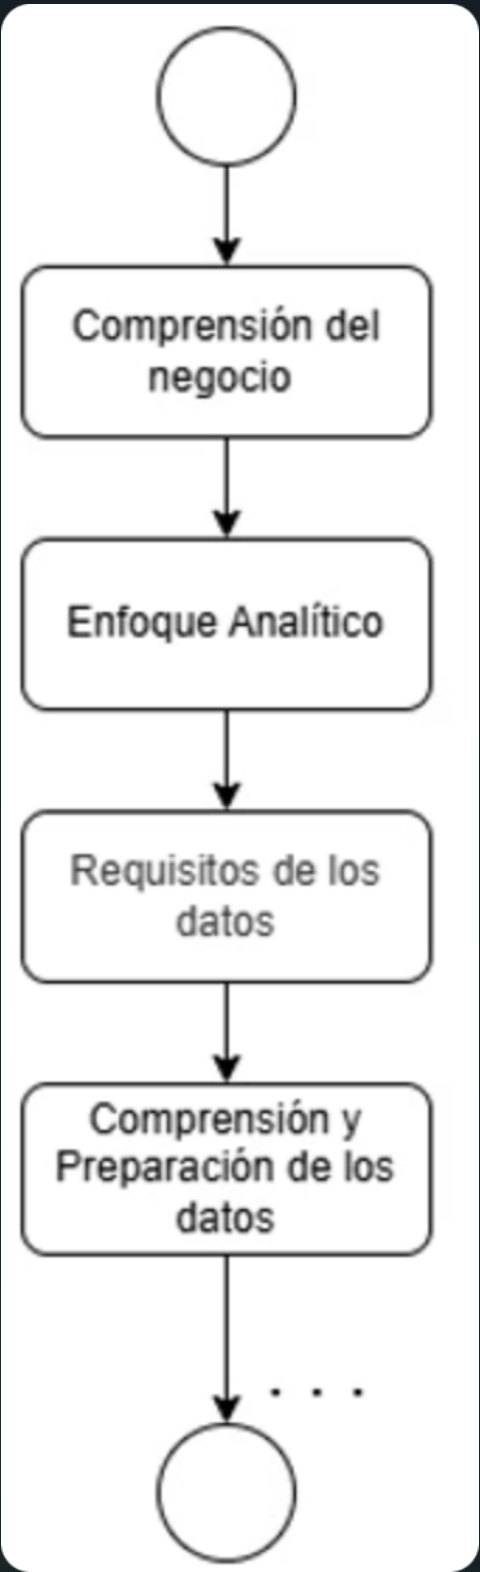 Comprensión del
negocio
Enfoque Analítico
Requisitos de los
datos
Comprensión y
Preparación de los
datos
. . .